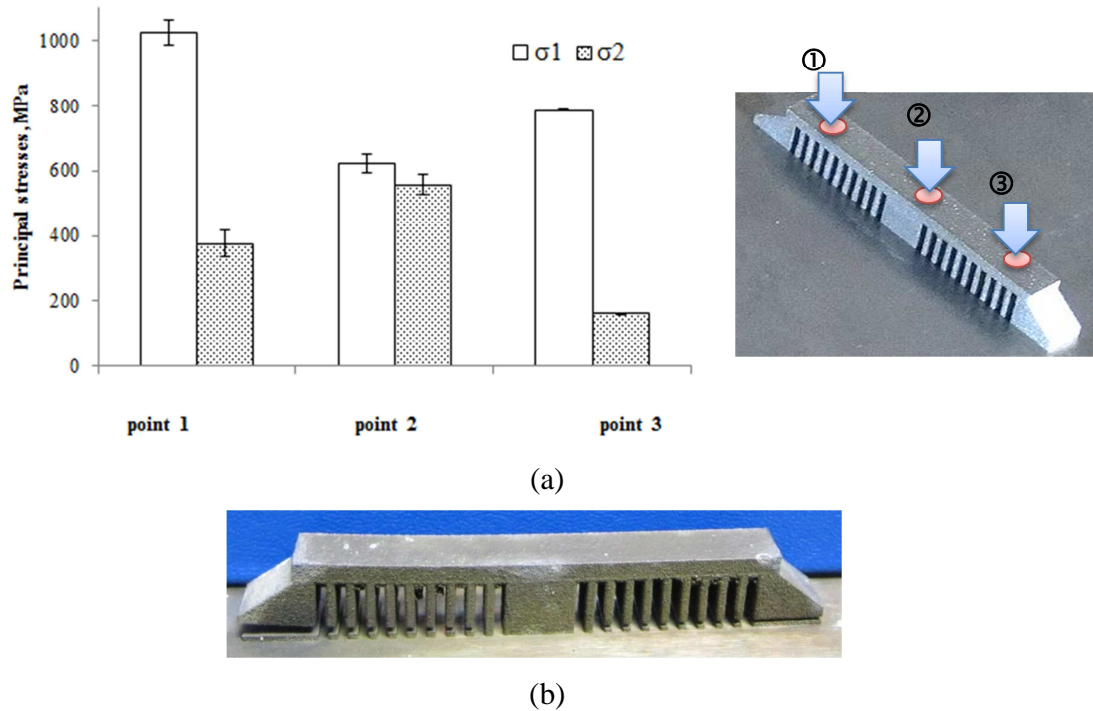 1000
800
600
400
200
0
Principal stresses,MPa
σ1 σ2
point 1 point 2 point 3
①
②
③
(a)
(b)